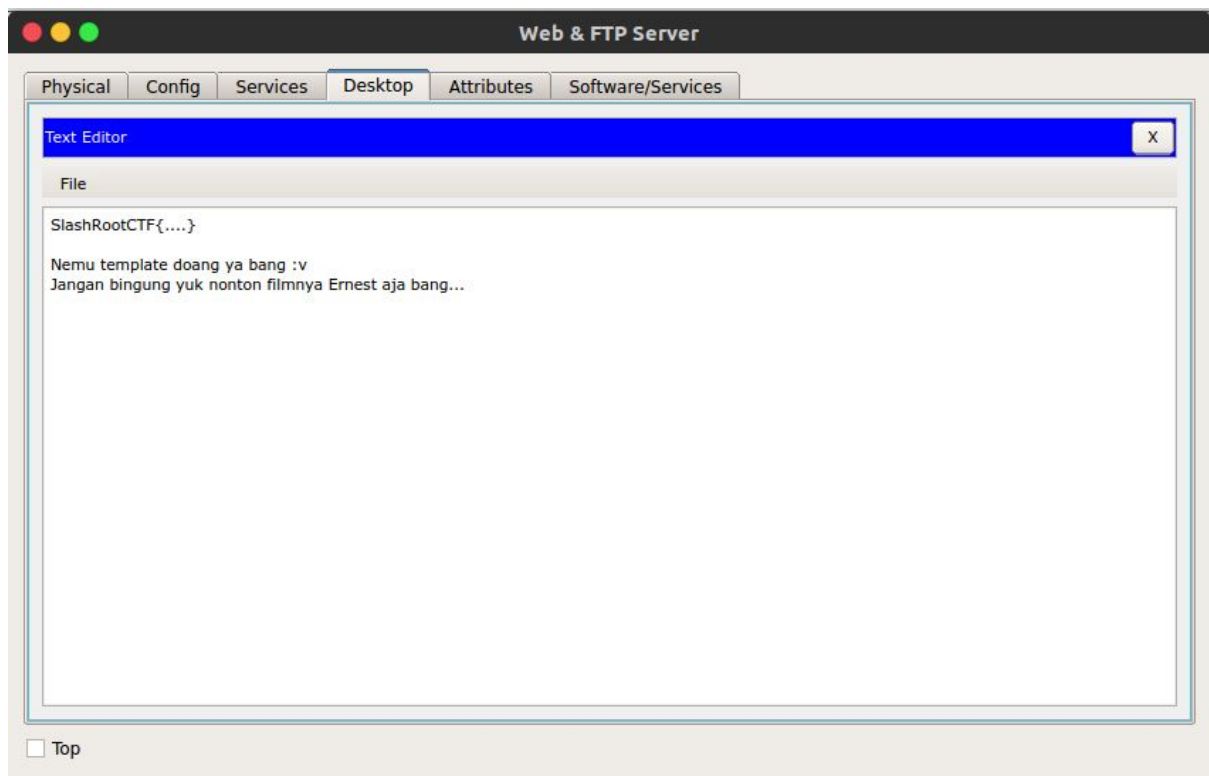 Web & FTP Server
Physical Config Services Desktop Attributes Software/Services
Text Editor X
File
SlashRootCTF{....}
Nemu template doang ya bang :v
Jangan bingung yuk nonton filmnya Ernest aja bang...
Top